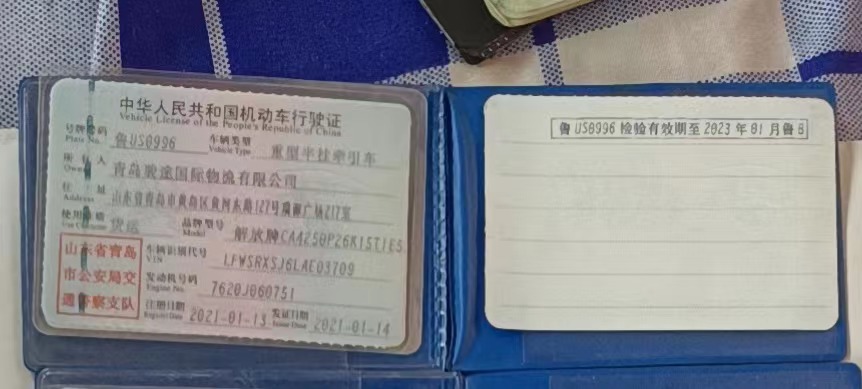 中华人民共和国机动车行驶证
Vehicle License of the People's Republic of China
号牌号码 Plate No. 鲁US0996 车辆类型 Vehicle Type 重型半挂牵引车
所有人 Owner 青岛骏途国际物流有限公司
住址 Address 山东省青岛市黄岛区黄河东路127号 广场217室
使用性质 Use Character 货运 品牌型号 Model 解放牌CA4250P26K15T1E5
山东省青岛市公安局交通警察支队
车辆识别代号 VIN LFWSRXSJ6LAE03709
发动机号码 Engine No. 7620J060751
注册日期 Register Date 2021-01-13 发证日期 Issue Date 2021-01-14
鲁US0996 检验有效期至2023年01月鲁B